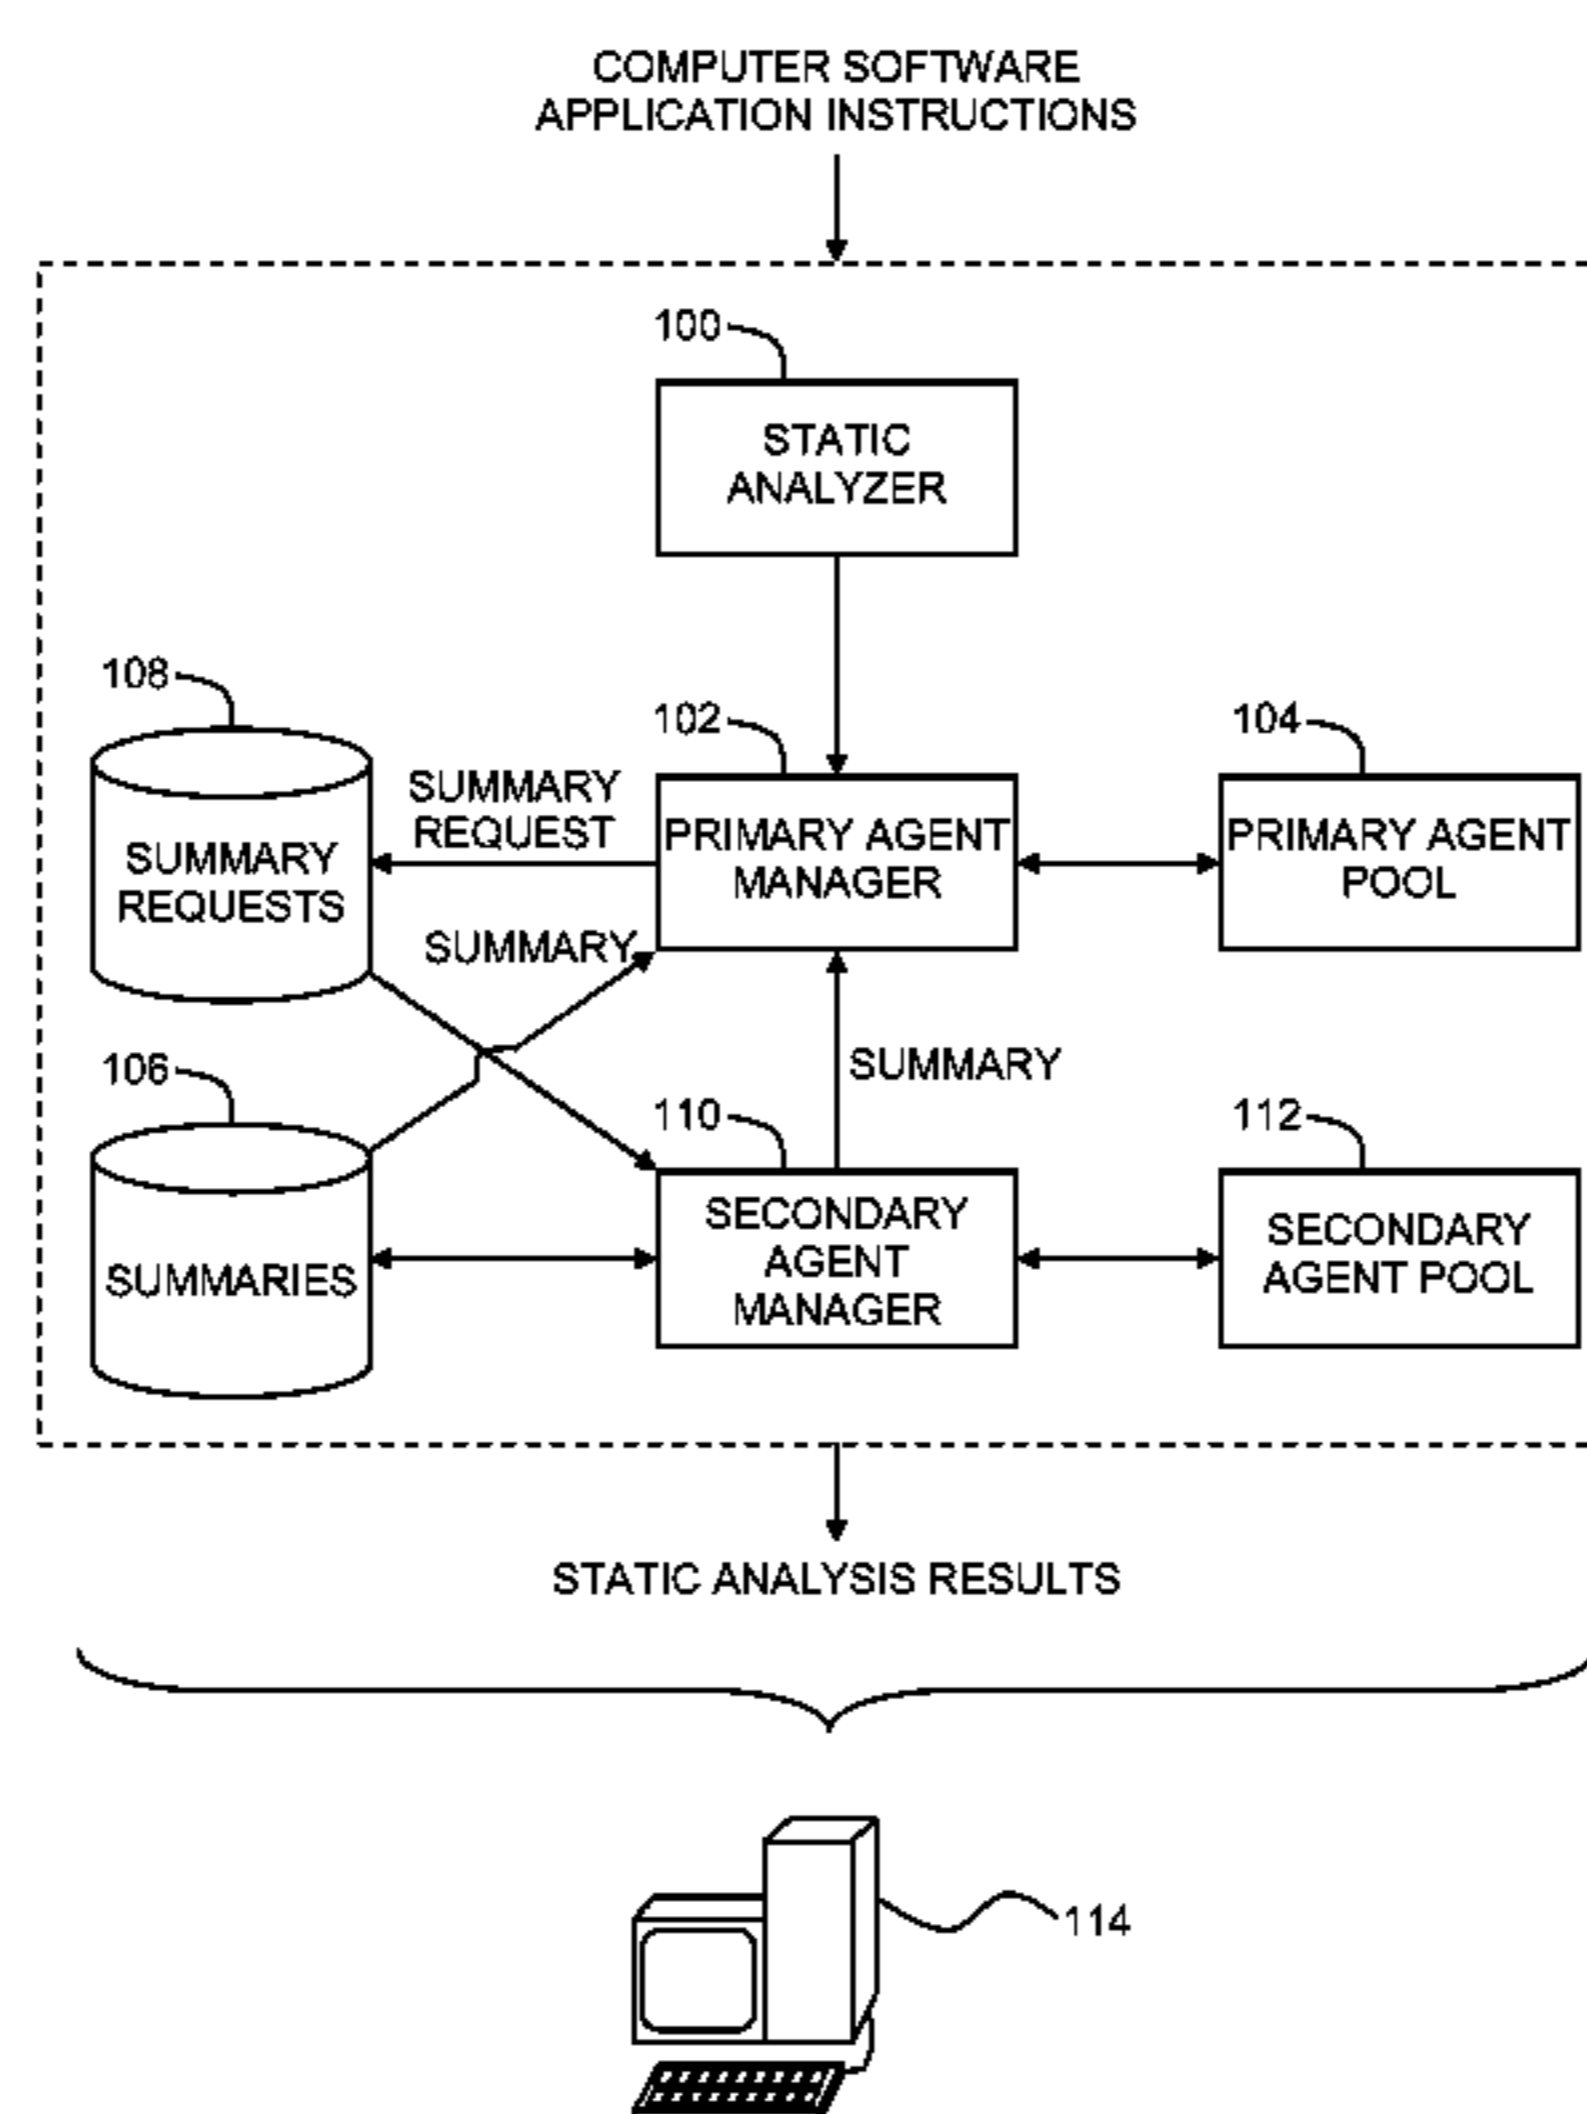 COMPUTER SOFTWARE
APPLICATION INSTRUCTIONS
100
STATIC
ANALYZER
108
SUMMARY
REQUESTS
SUMMARY
REQUEST
102
PRIMARY AGENT
MANAGER
104
PRIMARY AGENT
POOL
SUMMARY
SUMMARY
106
SUMMARIES
110
SECONDARY
AGENT
MANAGER
112
SECONDARY
AGENT POOL
STATIC ANALYSIS RESULTS
114